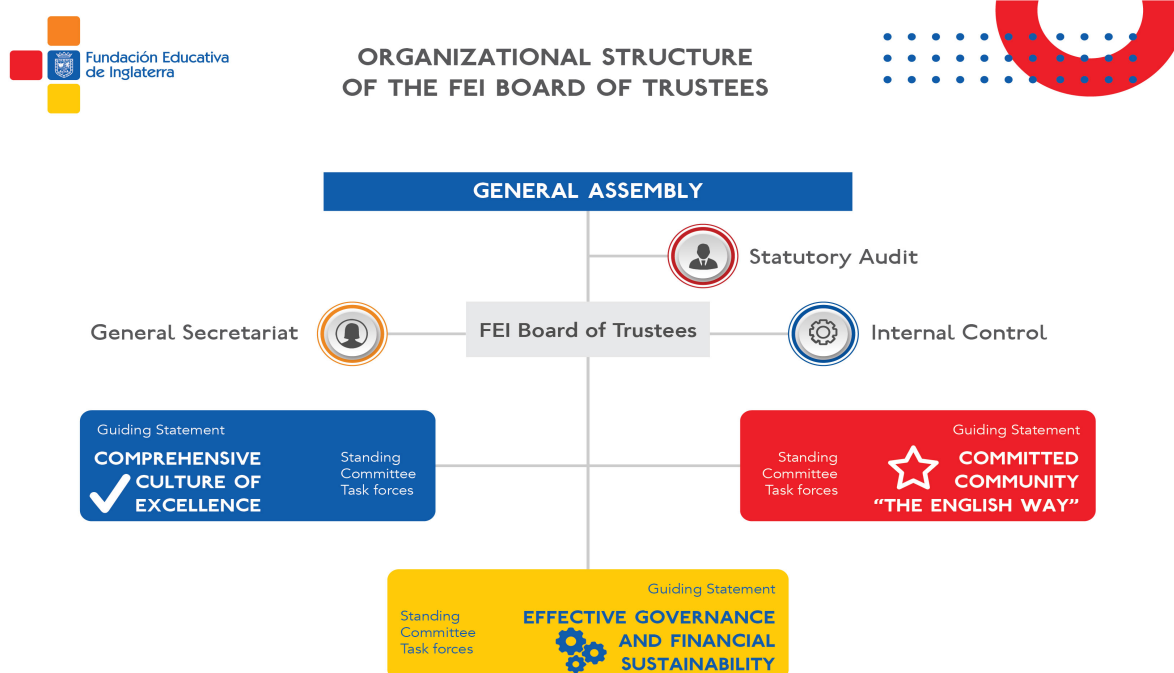 Fundación Educativa
de Inglaterra
ORGANIZATIONAL STRUCTURE
OF THE FEI BOARD OF TRUSTEES
GENERAL ASSEMBLY
Statutory Audit
General Secretariat
FEI Board of Trustees
Internal Control
Guiding Statement
COMPREHENSIVE
CULTURE OF
EXCELLENCE
Standing
Committee
Task forces
Guiding Statement
Standing
Committee
Task forces
COMMITTED
COMMUNITY
“THE ENGLISH WAY”
Guiding Statement
Standing
Committee
Task forces
EFFECTIVE GOVERNANCE
AND FINANCIAL
SUSTAINABILITY